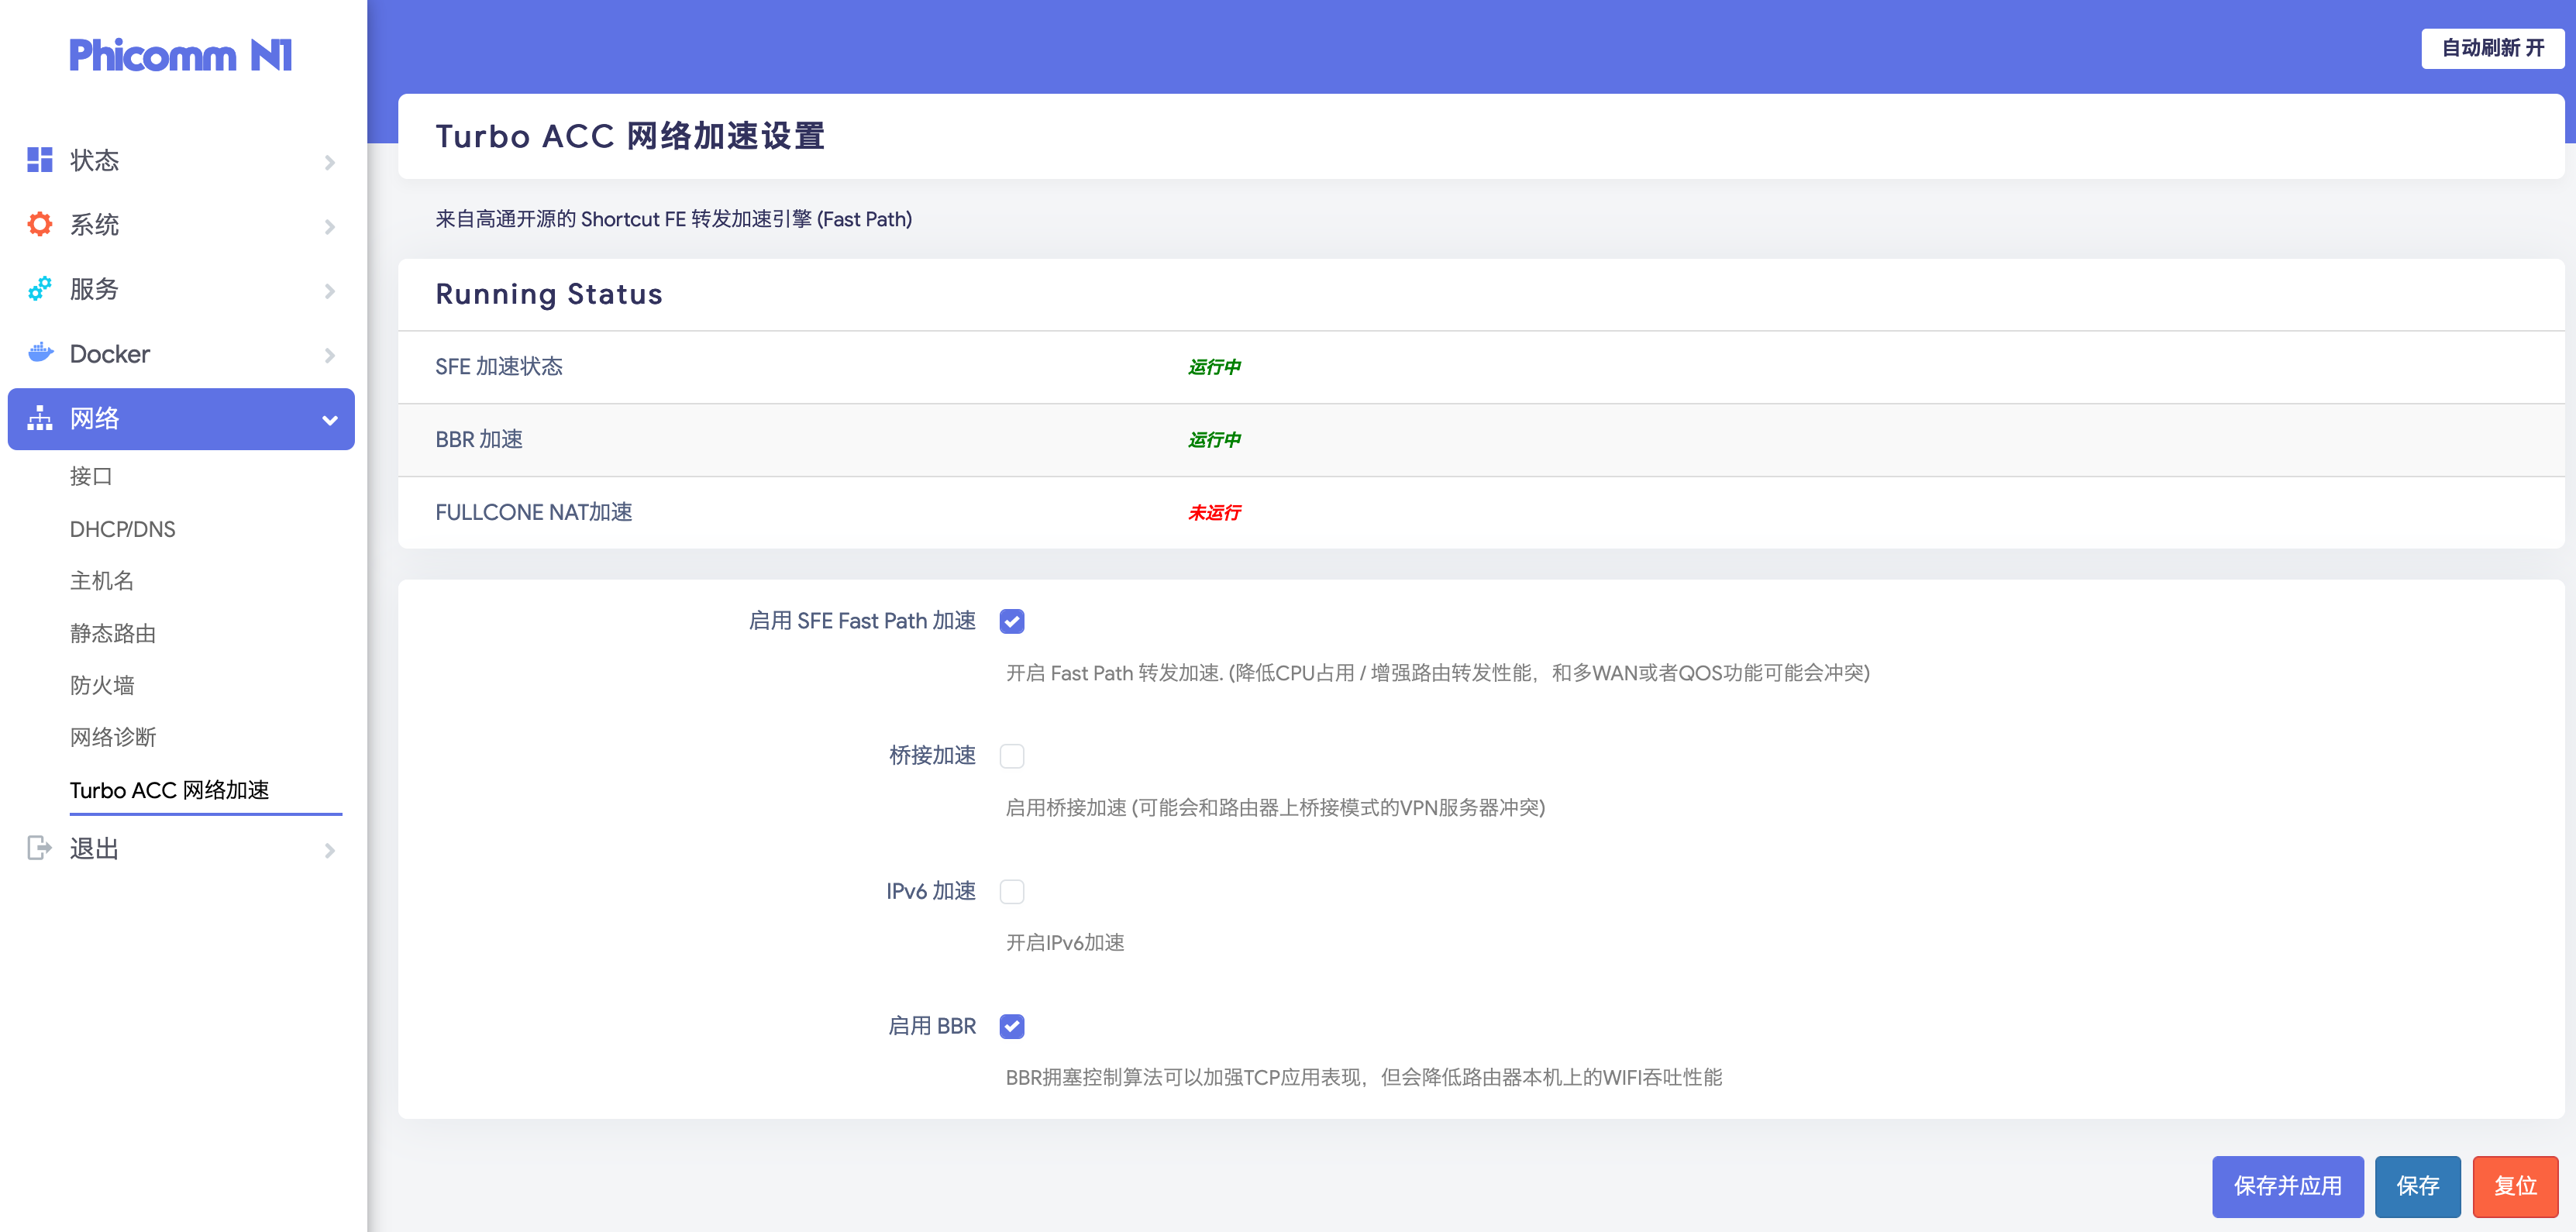 Phicomm N1
状态
系统
服务
Docker
网络
接口
DHCP/DNS
主机名
静态路由
防火墙
网络诊断
Turbo ACC 网络加速
退出
自动刷新 开
Turbo ACC 网络加速设置
来自高通开源的 Shortcut FE 转发加速引擎 (Fast Path)
Running Status
SFE 加速状态 运行中
BBR 加速 运行中
FULLCONE NAT加速 未运行
启用 SFE Fast Path 加速
开启 Fast Path 转发加速. (降低CPU占用 / 增强路由转发性能，和多WAN或者QOS功能可能会冲突)
桥接加速
启用桥接加速 (可能会和路由器上桥接模式的VPN服务器冲突)
IPv6 加速
开启IPv6加速
启用 BBR
BBR拥塞控制算法可以加强TCP应用表现，但会降低路由器本机上的WIFI吞吐性能
保存并应用 保存 复位